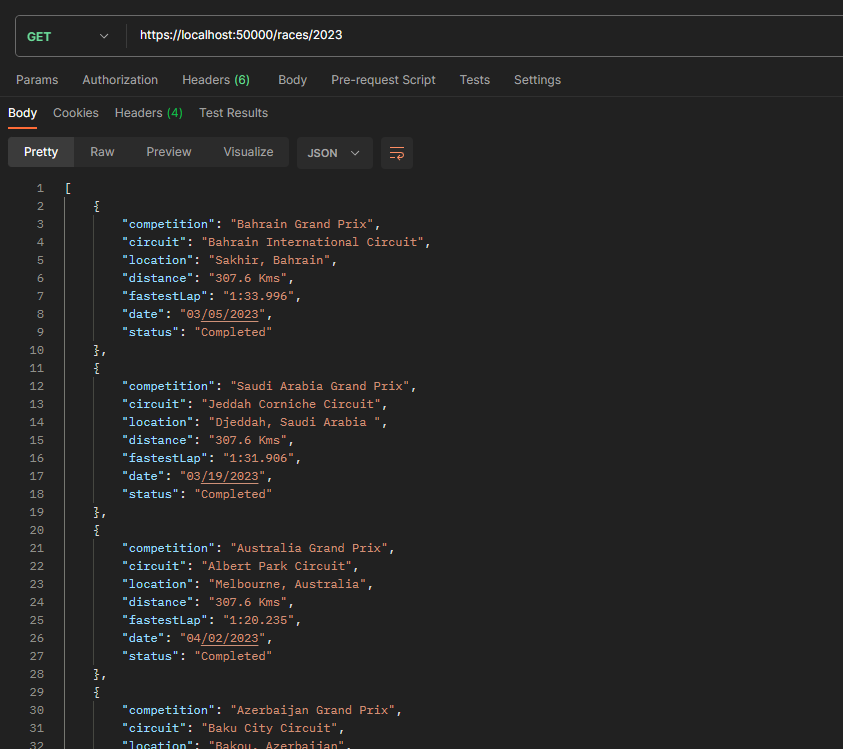 GET https://localhost:50000/races/2023
Params Authorization Headers (6) Body Pre-request Script Tests Settings
Body Cookies Headers (4) Test Results
Pretty Raw Preview Visualize JSON
1 [
2 {
3 "competition": "Bahrain Grand Prix",
4 "circuit": "Bahrain International Circuit",
5 "location": "Sakhir, Bahrain",
6 "distance": "307.6 Kms",
7 "fastestLap": "1:33.996",
8 "date": "03/05/2023",
9 "status": "Completed"
10 },
11 {
12 "competition": "Saudi Arabia Grand Prix",
13 "circuit": "Jeddah Corniche Circuit",
14 "location": "Djeddah, Saudi Arabia ",
15 "distance": "307.6 Kms",
16 "fastestLap": "1:31.906",
17 "date": "03/19/2023",
18 "status": "Completed"
19 },
20 {
21 "competition": "Australia Grand Prix",
22 "circuit": "Albert Park Circuit",
23 "location": "Melbourne, Australia",
24 "distance": "307.6 Kms",
25 "fastestLap": "1:20.235",
26 "date": "04/02/2023",
27 "status": "Completed"
28 },
29 {
30 "competition": "Azerbaijan Grand Prix",
31 "circuit": "Baku City Circuit",
32 "location": "Bakou, Azerbaijan",